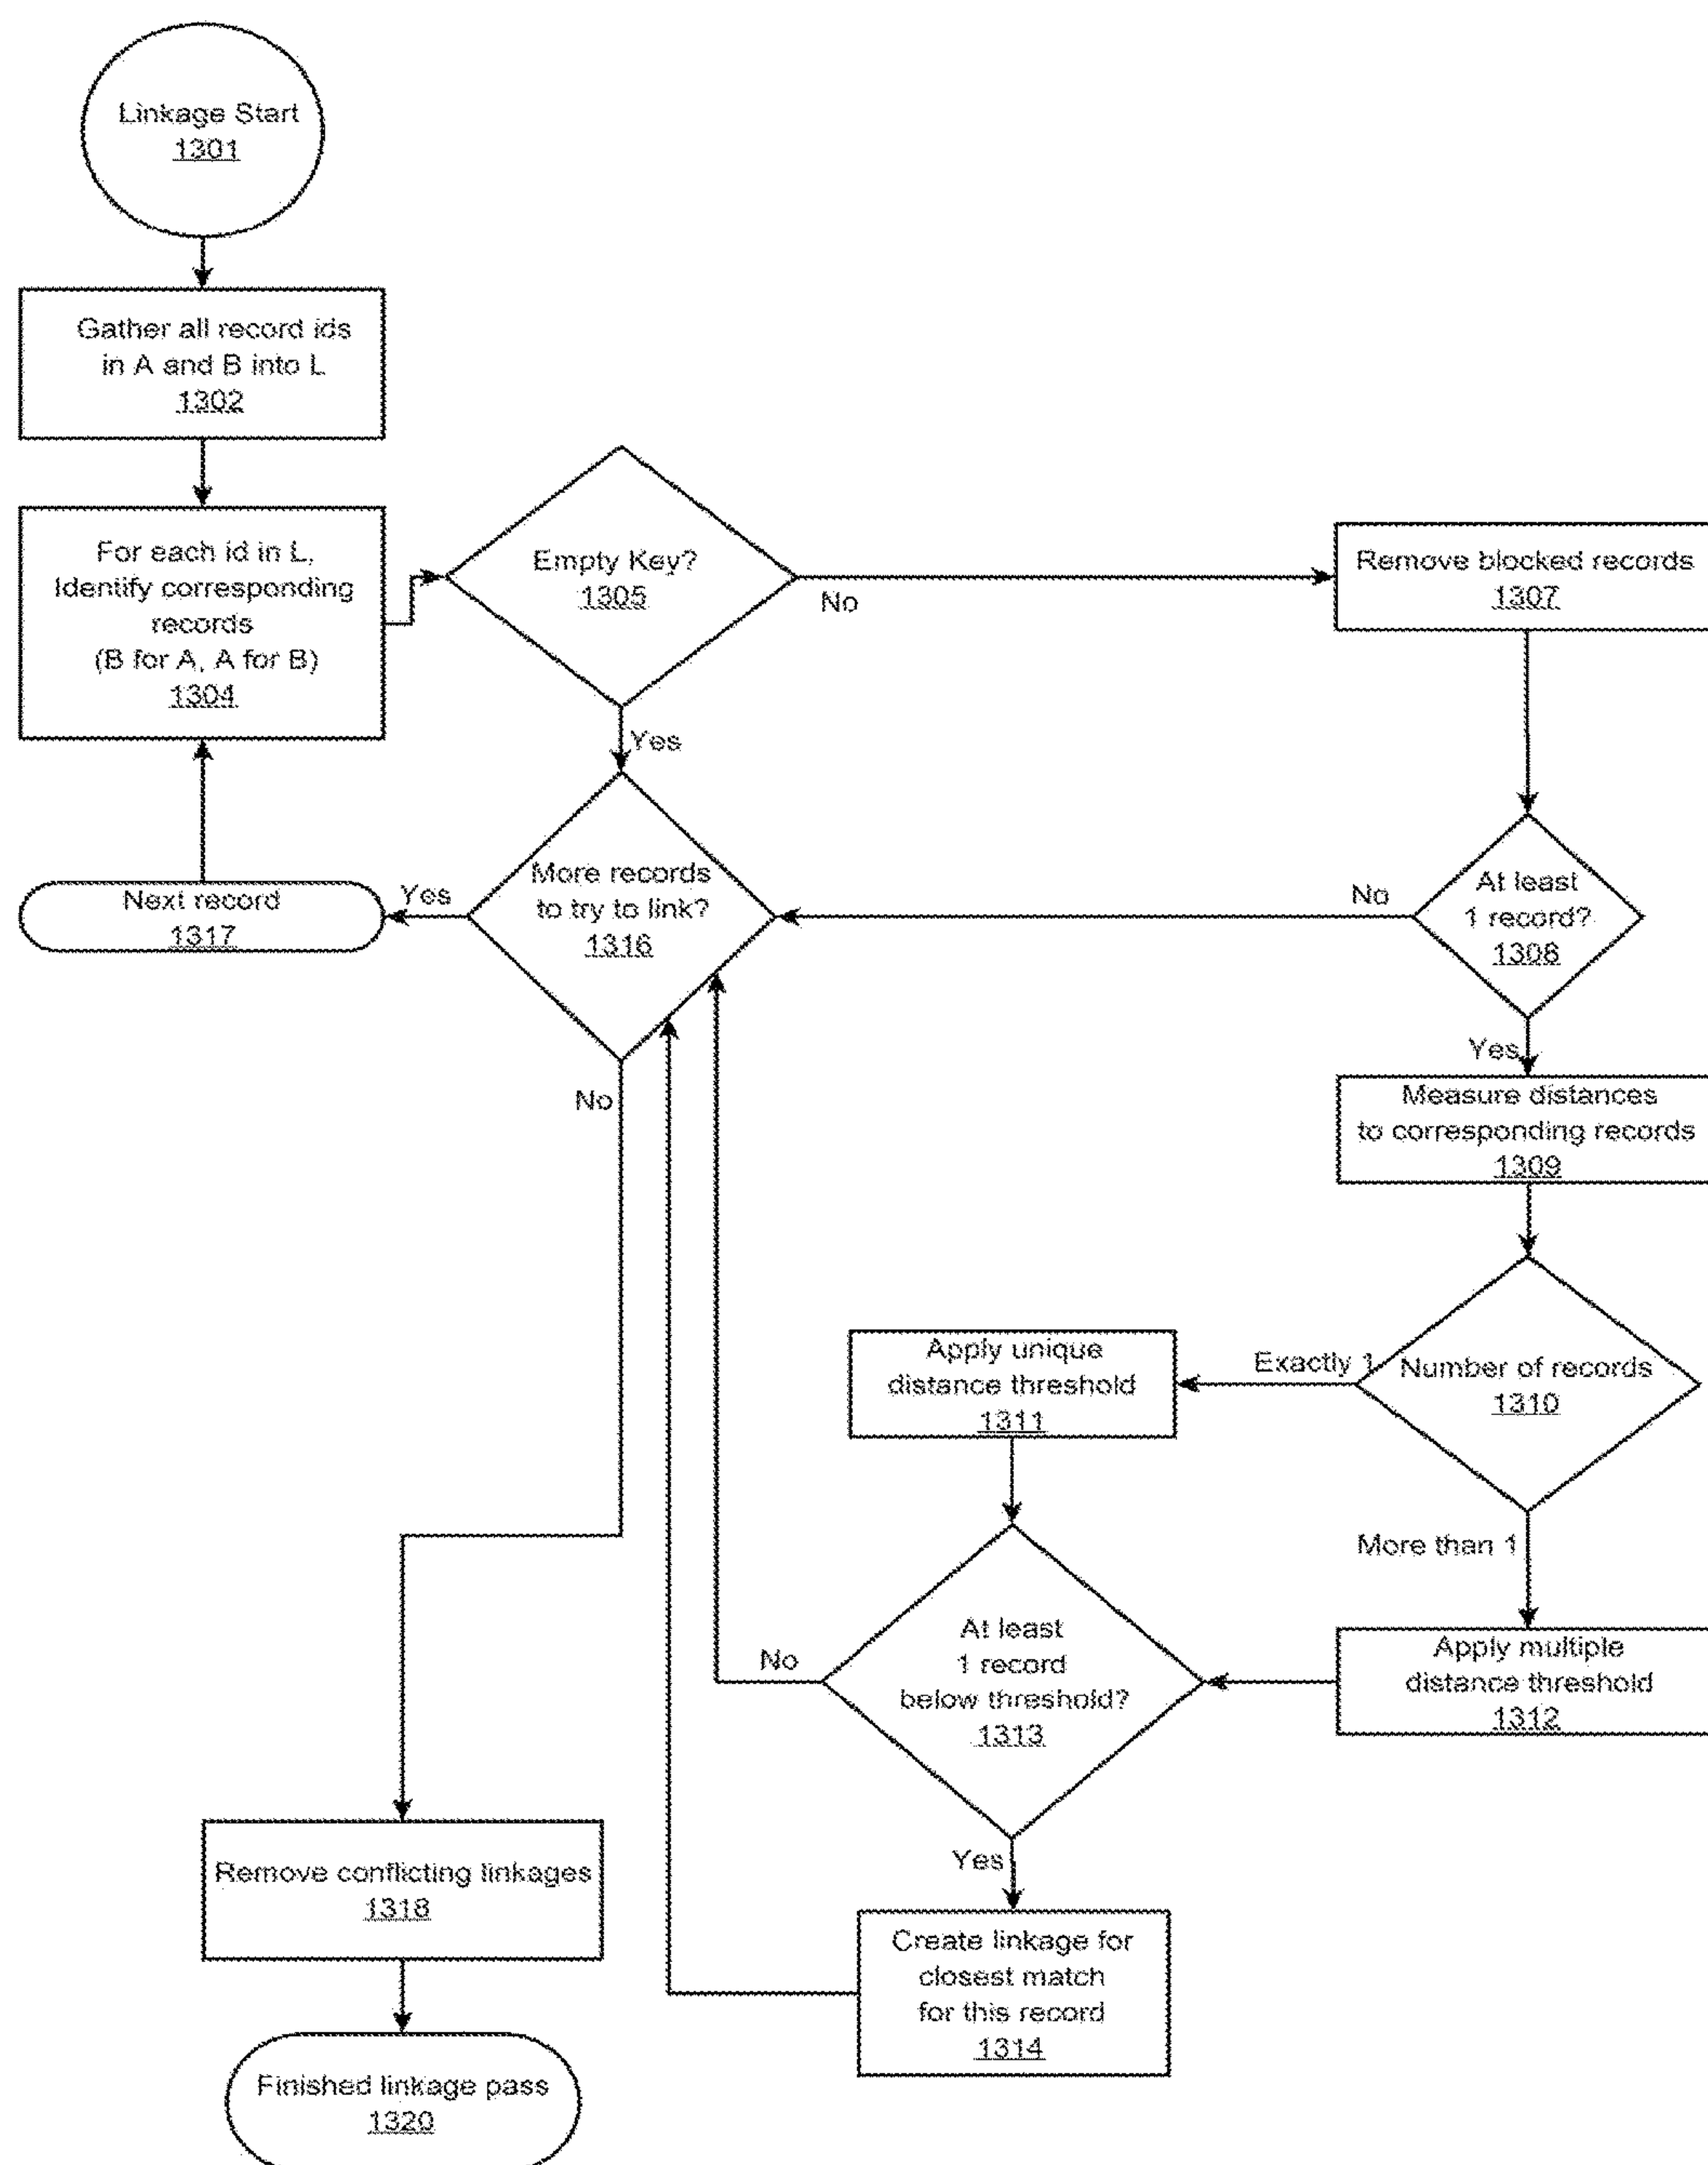 Linkage Start
1301
Gather all record ids
in A and B into L
1302
For each id in L,
Identify corresponding
records
(B for A, A for B)
1304
Empty Key?
1305
No
Yes
Remove blocked records
1307
More records
to try to link?
1316
Yes
No
Next record
1317
At least
1 record?
1308
No
Yes
Measure distances
to corresponding records
1309
Number of records
1310
Exactly 1
More than 1
Apply unique
distance threshold
1311
Apply multiple
distance threshold
1312
At least
1 record
below threshold?
1313
No
Yes
Create linkage for
closest match
for this record
1314
Remove conflicting linkages
1318
Finished linkage pass
1320